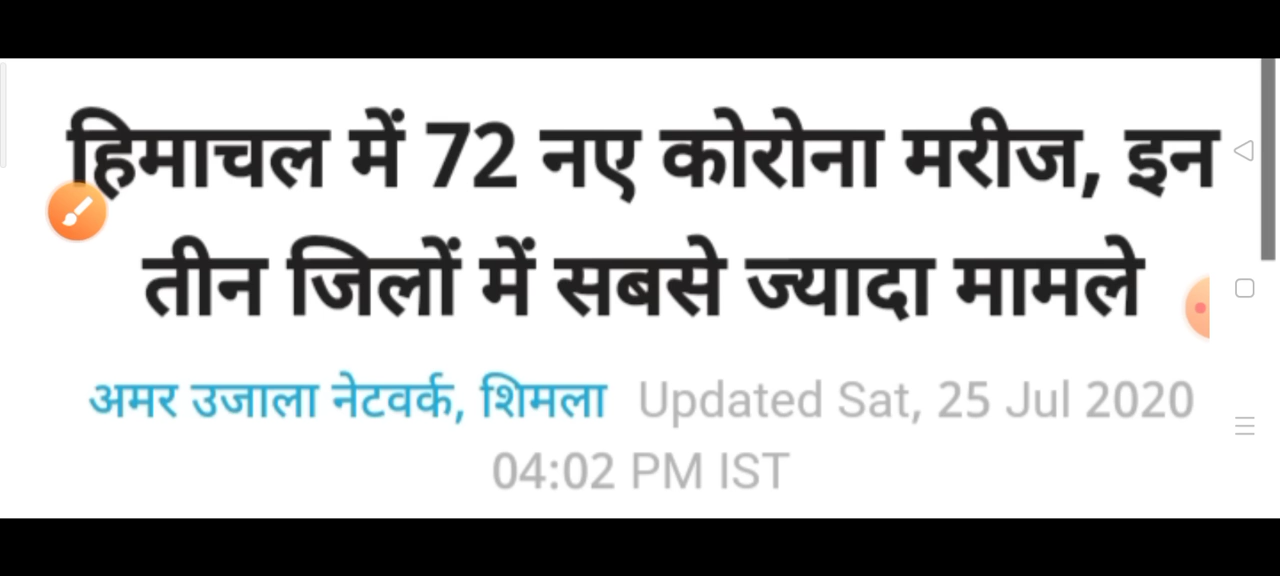 हिमाचल में 72 नए कोरोना मरीज, इन
तीन जिलों में सबसे ज्यादा मामले
अमर उजाला नेटवर्क, शिमला Updated Sat, 25 Jul 2020
04:02 PM IST